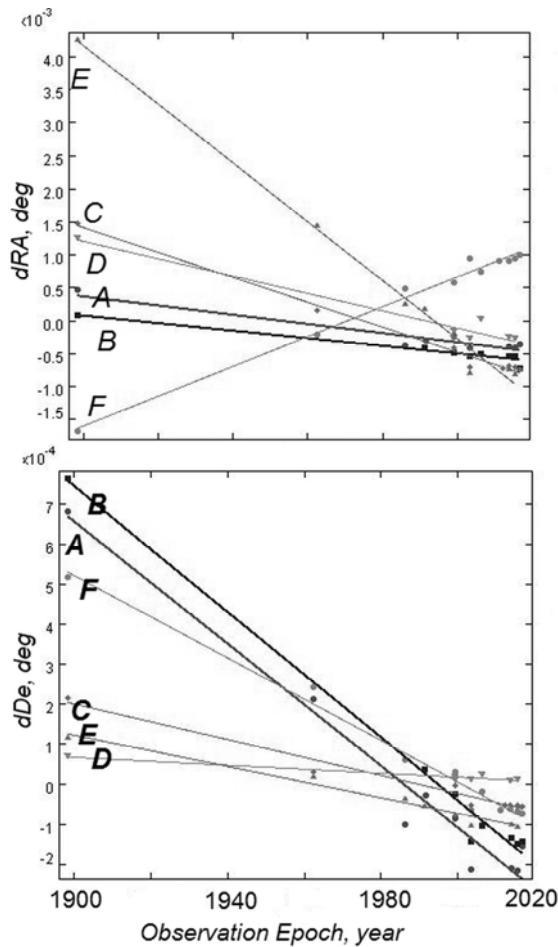 x10⁻³
4.0
3.5
3.0
2.5
2.0
1.5
1.0
0.5
0.0
-0.5
-1.0
-1.5
dRA, deg
E
C
D
A
B
F
x10⁻⁴
7
6
5
4
3
2
1
0
-1
-2
dDe, deg
B
A
F
C
E
D
1900
1940
1980
2020
Observation Epoch, year